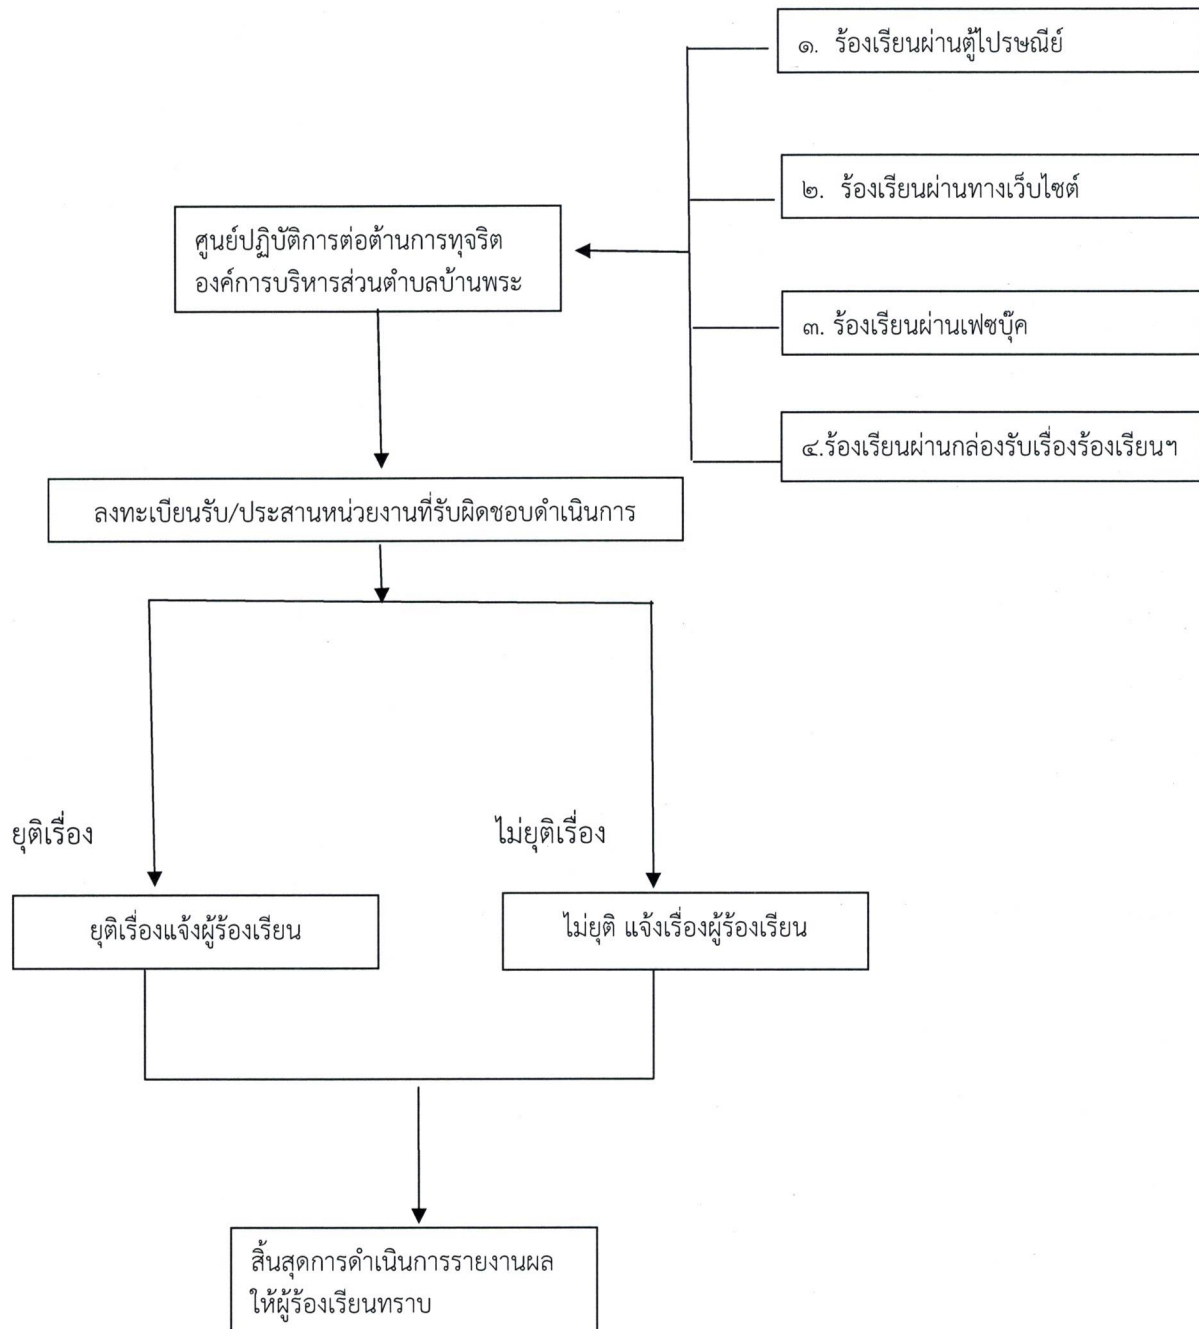 ๑. ร้องเรียนผ่านตู้ไปรษณีย์
๒. ร้องเรียนผ่านทางเว็บไซต์
ศูนย์ปฏิบัติการต่อต้านการทุจริต
องค์การบริหารส่วนตำบลบ้านพระ
๓. ร้องเรียนผ่านเฟซบุ๊ค
๔.ร้องเรียนผ่านกล่องรับเรื่องร้องเรียนฯ
ลงทะเบียนรับ/ประสานหน่วยงานที่รับผิดชอบดำเนินการ
ยุติเรื่อง
ไม่ยุติเรื่อง
ยุติเรื่องแจ้งผู้ร้องเรียน
ไม่ยุติ แจ้งเรื่องผู้ร้องเรียน
สิ้นสุดการดำเนินการรายงานผล
ให้ผู้ร้องเรียนทราบ